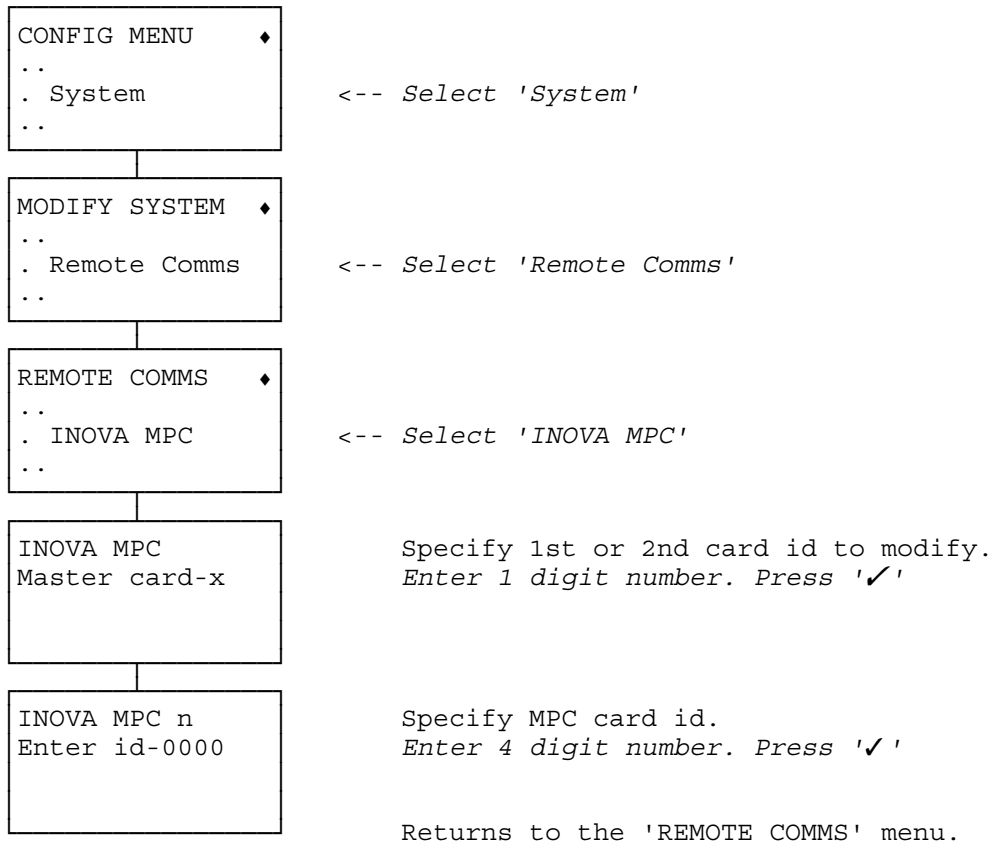 CONFIG MENU ♦
..
. System <-- Select 'System'
..
MODIFY SYSTEM ♦
..
. Remote Comms <-- Select 'Remote Comms'
..
REMOTE COMMS ♦
..
. INOVA MPC <-- Select 'INOVA MPC'
..
INOVA MPC Specify 1st or 2nd card id to modify.
Master card-x Enter 1 digit number. Press '✓'
INOVA MPC n Specify MPC card id.
Enter id-0000 Enter 4 digit number. Press '✓'
Returns to the 'REMOTE COMMS' menu.